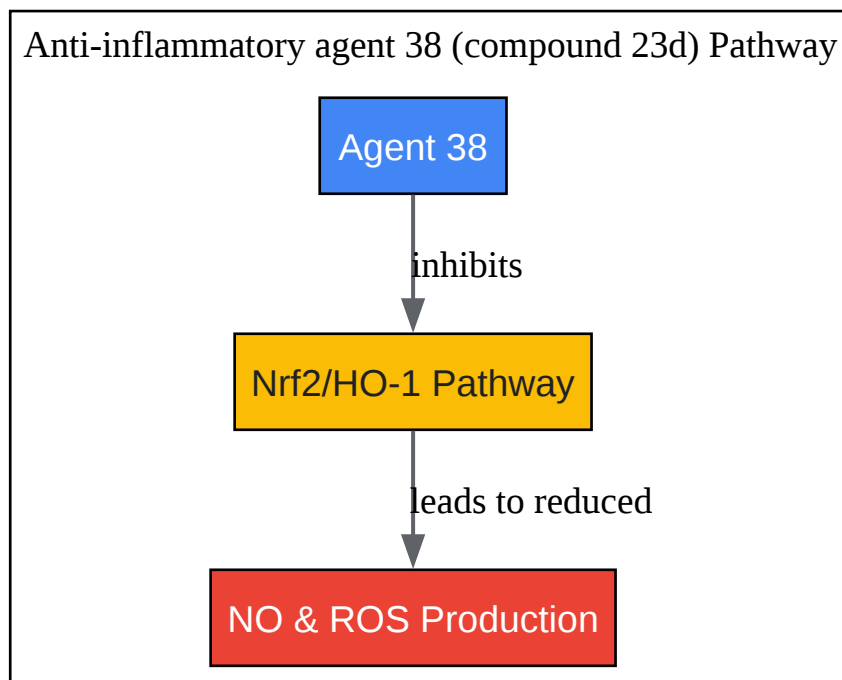 Anti-inflammatory agent 38 (compound 23d) Pathway
Agent 38
inhibits
Nrf2/HO-1 Pathway
leads to reduced
NO & ROS Production